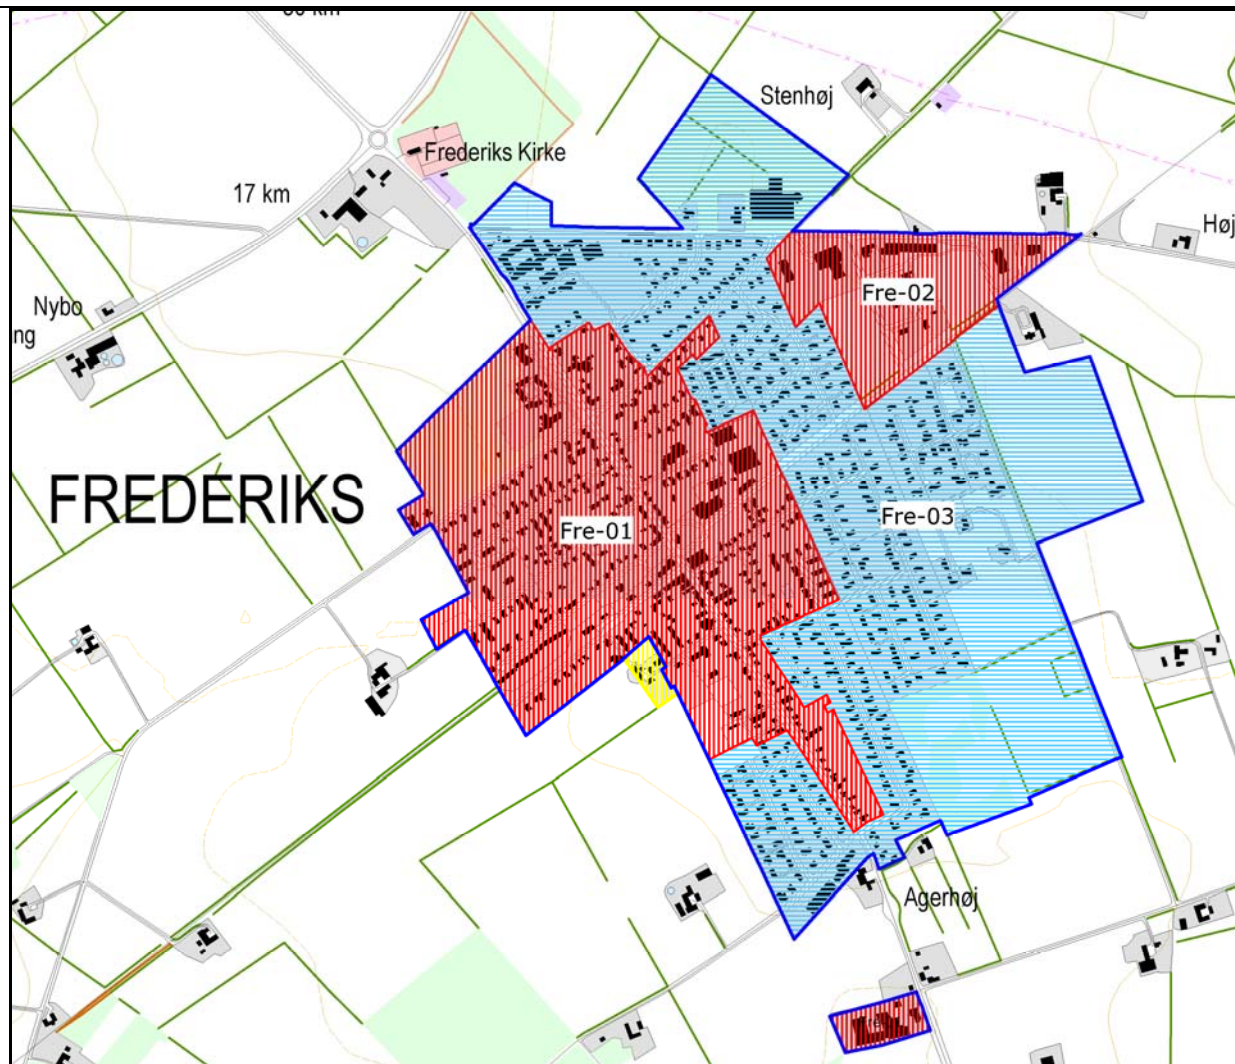 Stenhøj
Frederiks Kirke
17 km
Høj
Fre-02
Nybo
ng
FREDERIKS
Fre-03
Fre-01
Agerhøj